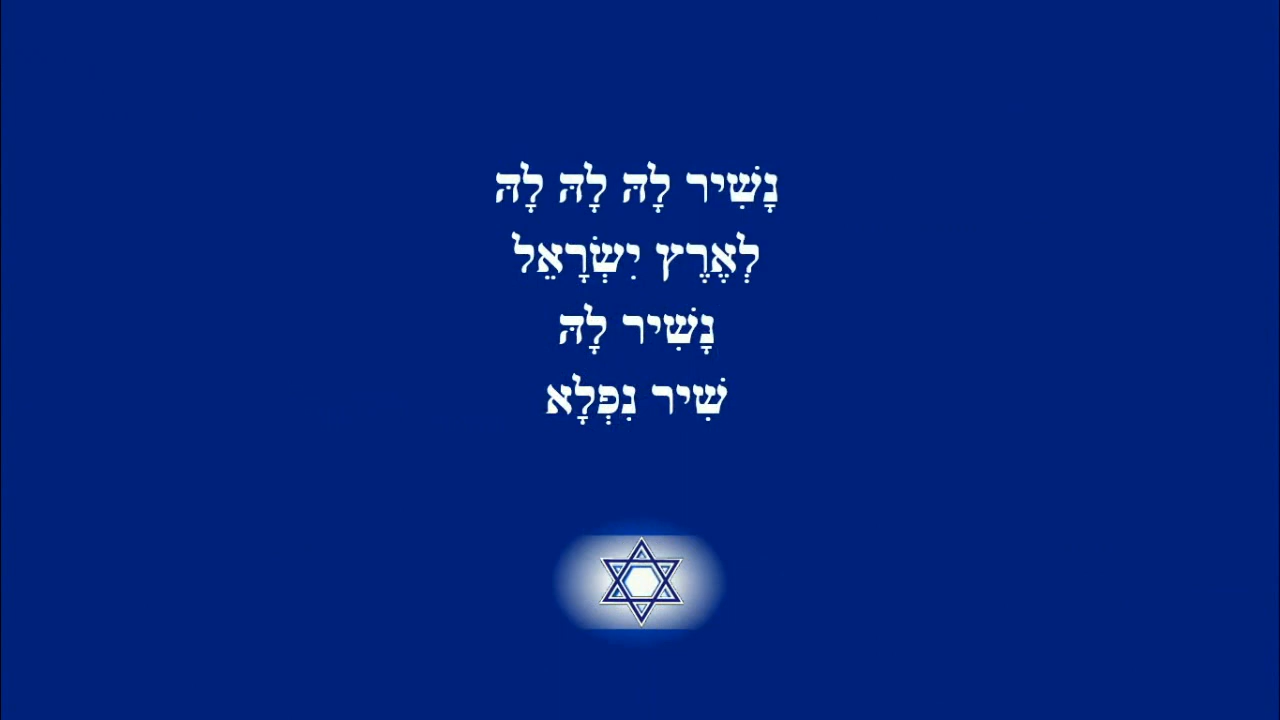 נָשִׁיר לָהּ לָהּ לָהּ
לְאֶרֶץ יִשְׂרָאֵל
נָשִׁיר לָהּ
שִׁיר נִפְלָא